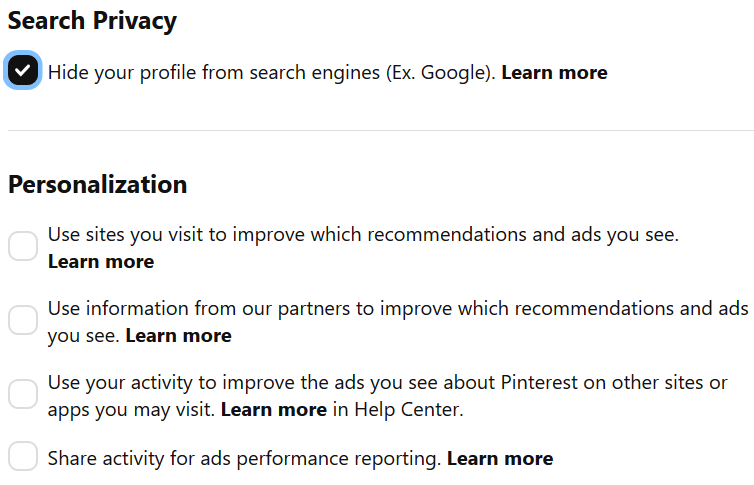 Search Privacy
Hide your profile from search engines (Ex. Google). Learn more
Personalization
Use sites you visit to improve which recommendations and ads you see.
Learn more
Use information from our partners to improve which recommendations and ads
you see. Learn more
Use your activity to improve the ads you see about Pinterest on other sites or
apps you may visit. Learn more in Help Center.
Share activity for ads performance reporting. Learn more